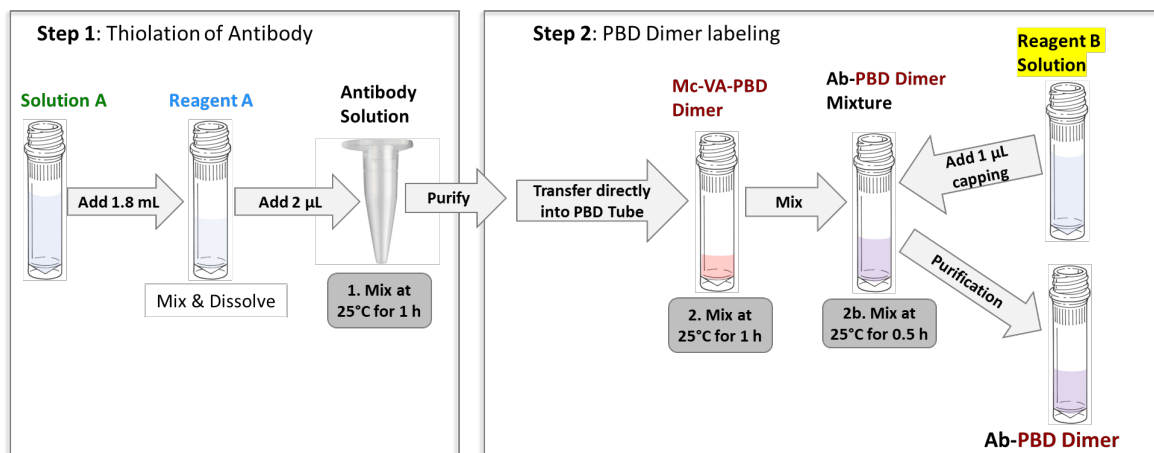 Step 1: Thiolation of Antibody
Solution A
Add 1.8 mL
Reagent A
Mix & Dissolve
Add 2 µL
Antibody
Solution
1. Mix at
25°C for 1 h
Purify
Step 2: PBD Dimer labeling
Transfer directly
into PBD Tube
Mc-VA-PBD
Dimer
2. Mix at
25°C for 1 h
Mix
Ab-PBD Dimer
Mixture
2b. Mix at
25°C for 0.5 h
Reagent B
Solution
Add 1 µL
capping
Purification
Ab-PBD Dimer